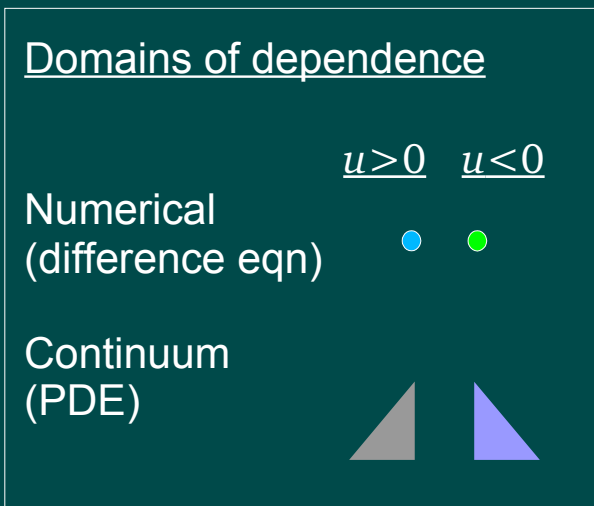 Domains of dependence
u>0 u<0
Numerical
(difference eqn)
Continuum
(PDE)